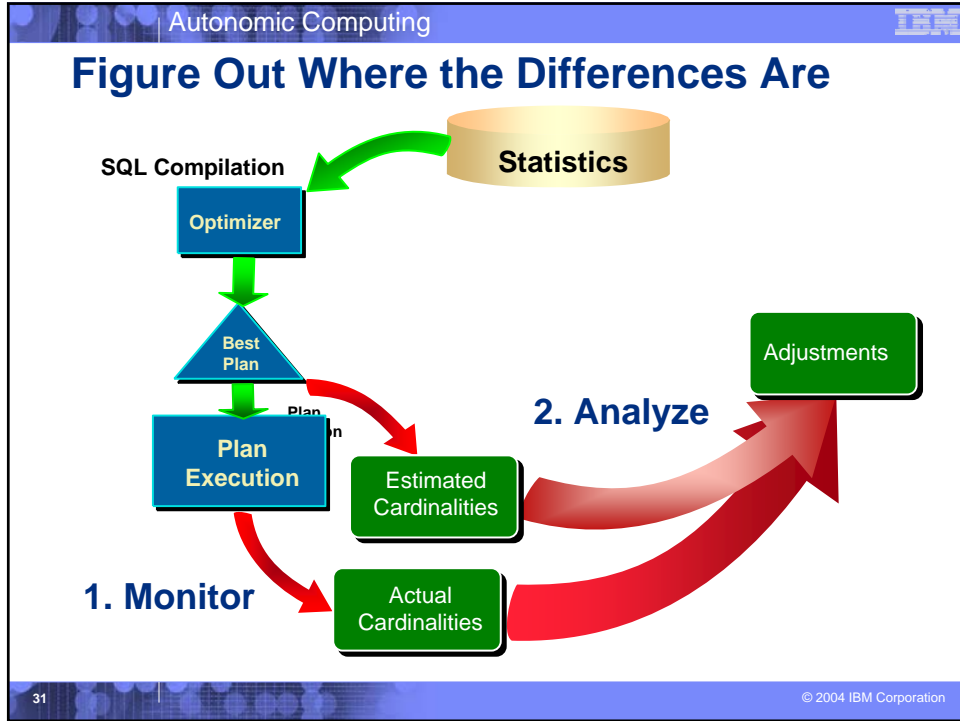 Autonomic Computing
IBM
Figure Out Where the Differences Are
Statistics
SQL Compilation
Optimizer
Best
Plan
Plan
Plan
Execution
Adjustments
2. Analyze
Estimated
Cardinalities
1. Monitor
Actual
Cardinalities
31
© 2004 IBM Corporation